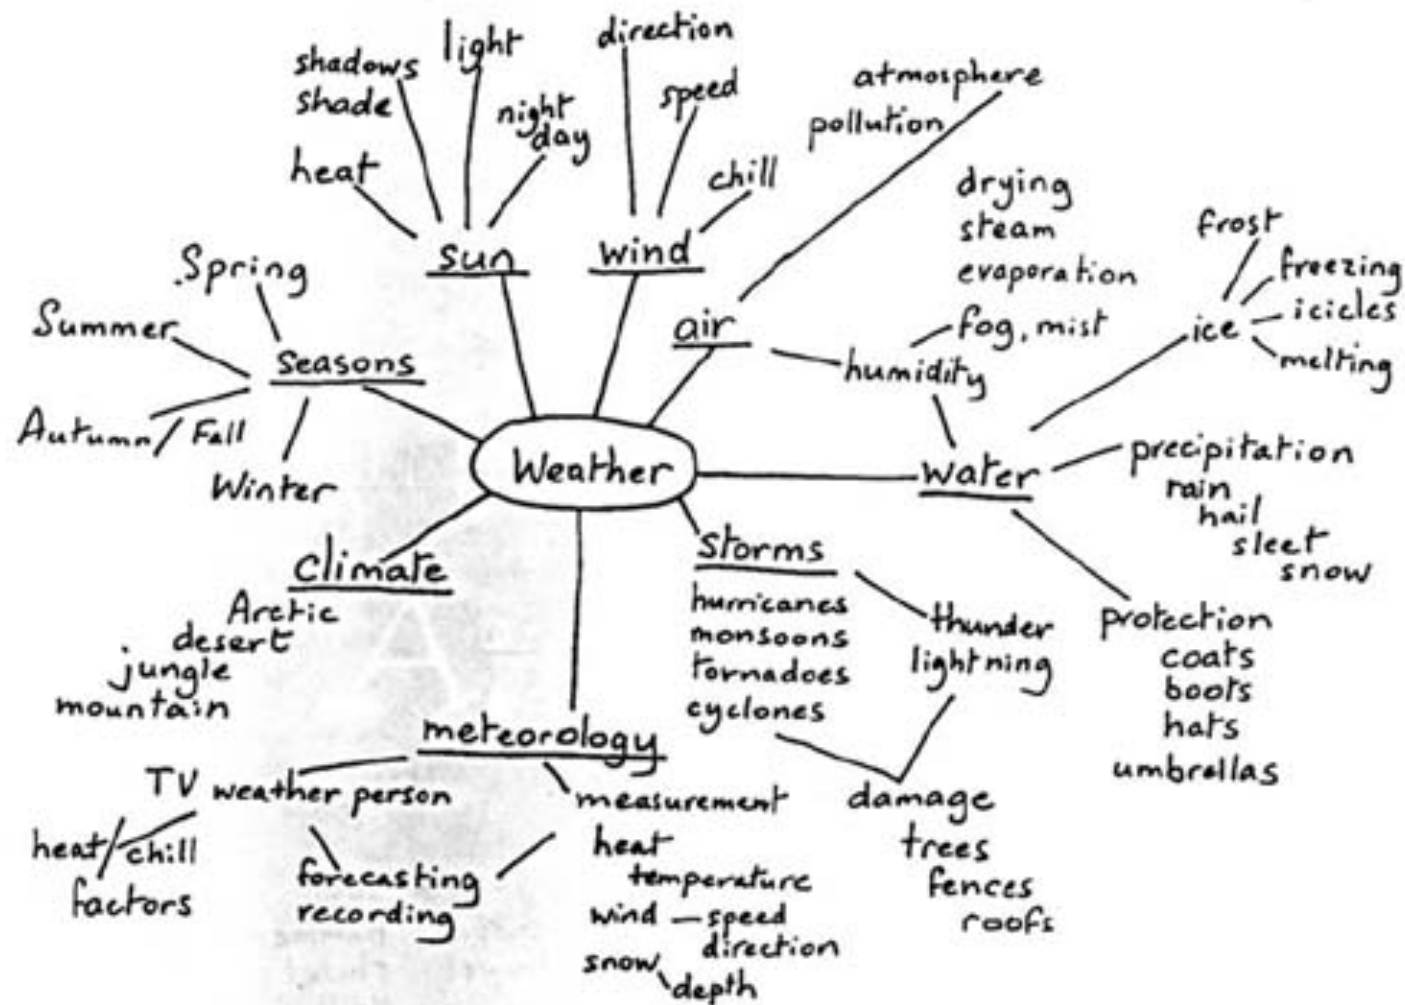 light
direction
shadows
shade
atmosphere
speed
night
day
pollution
heat
chill
drying
steam
evaporation
fog, mist
frost
freezing
icicles
ice
melting
sun
wind
air
humidity
Spring
Summer
seasons
Autumn / Fall
Winter
Weather
water
precipitation
rain
hail
sleet
snow
climate
Arctic
desert
jungle
mountain
storms
hurricanes
monsoons
tornadoes
cyclones
thunder
lightning
protection
coats
boots
hats
umbrellas
meteorology
TV weather person
heat/chill
factors
forecasting
recording
measurement
heat
temperature
wind — speed
direction
snow
depth
damage
trees
fences
roofs